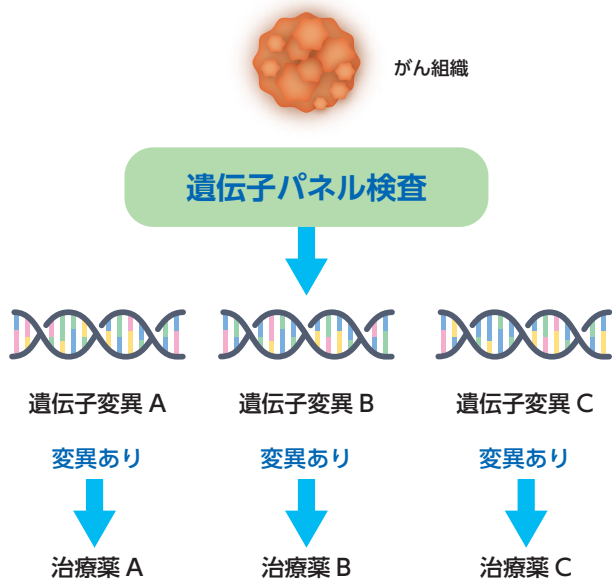 がん組織
遺伝子パネル検査
遺伝子変異 A
遺伝子変異 B
遺伝子変異 C
変異あり
変異あり
変異あり
治療薬 A
治療薬 B
治療薬 C